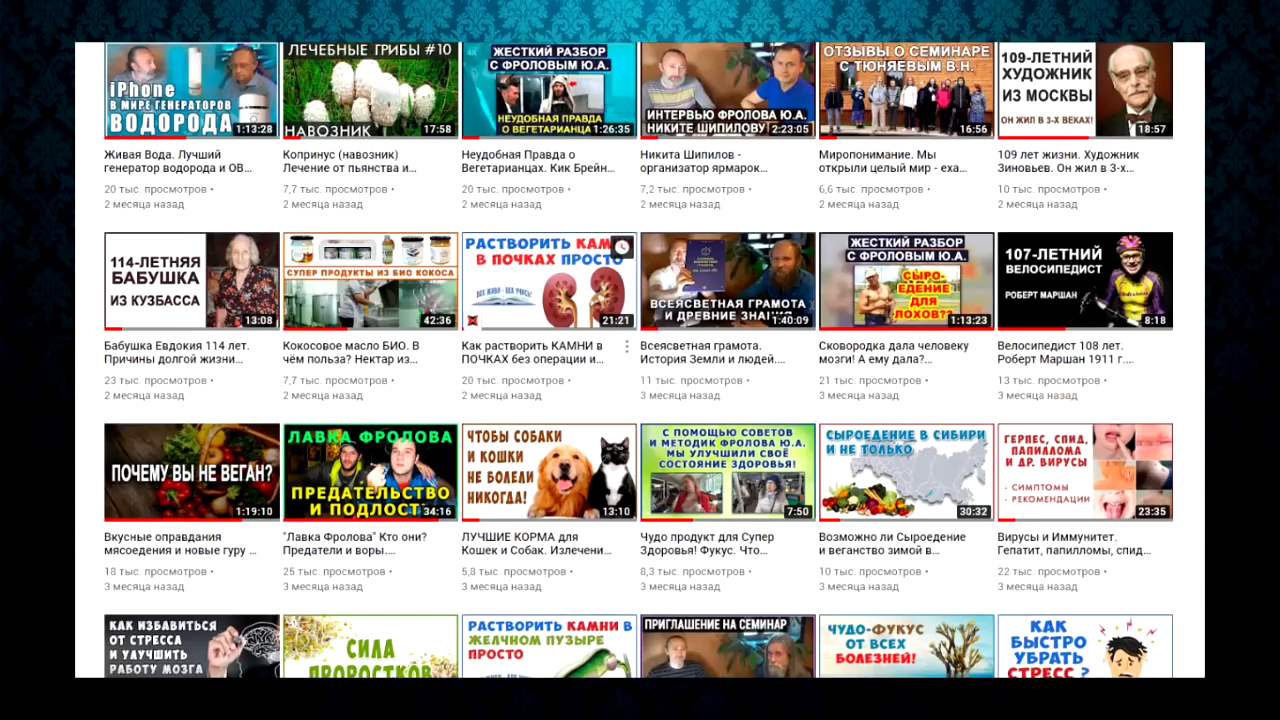 iPhone
В МИРЕ ГЕНЕРАТОРОВ
ВОДОРОДА
1:13:28
Живая Вода. Лучший
генератор водорода и ОВ...
20 тыс. просмотров •
2 месяца назад
ЛЕЧЕБНЫЕ ГРИБЫ #10
НАВОЗНИК
17:58
Копринус (навозник)
Лечение от пьянства и...
7,7 тыс. просмотров •
2 месяца назад
ЖЕСТКИЙ РАЗБОР
С ФРОЛОВЫМ Ю.А.
НЕУДОБНАЯ ПРАВДА
О ВЕГЕТАРИАНЦА
1:26:35
Неудобная Правда о
Вегетарианцах. Кик Брейн...
20 тыс. просмотров •
2 месяца назад
ИНТЕРВЬЮ ФРОЛОВА Ю.А.
НИКИТЕ ШИПИЛОВУ
2:23:05
Никита Шипилов -
организатор ярмарок...
7,2 тыс. просмотров •
2 месяца назад
ОТЗЫВЫ О СЕМИНАРЕ
С ТЮНЯЕВЫМ В.Н.
16:56
Миропонимание. Мы
открыли целый мир - еха...
6,6 тыс. просмотров •
2 месяца назад
109-ЛЕТНИЙ
ХУДОЖНИК
ИЗ МОСКВЫ
ОН ЖИЛ В 3-Х ВЕКАХ!
18:57
109 лет жизни. Художник
Зиновьев. Он жил в 3-х...
10 тыс. просмотров •
2 месяца назад
114-ЛЕТНЯЯ
БАБУШКА
ИЗ КУЗБАССА
13:08
Бабушка Евдокия 114 лет.
Причины долгой жизни...
23 тыс. просмотров •
2 месяца назад
СУПЕР ПРОДУКТЫ ИЗ БИО КОКОСА
42:36
Кокосовое масло БИО. В
чём польза? Нектар из...
7,7 тыс. просмотров •
2 месяца назад
РАСТВОРИТЬ КАМН
В ПОЧКАХ ПРОСТО
21:21
Как растворить КАМНИ в
ПОЧКАХ без операции и...
20 тыс. просмотров •
2 месяца назад
ВСЕЯСВЕТНАЯ ГРАМОТА
И ДРЕВНИЕ ЗНАНИЯ
1:40:09
Всеясветная грамота.
История Земли и людей....
11 тыс. просмотров •
3 месяца назад
ЖЕСТКИЙ РАЗБОР
С ФРОЛОВЫМ Ю.А.
СЫРО-
ЕДЕНИЕ
ДЛЯ
ЛОХОВ??
1:13:23
Сковородка дала человеку
мозги! А ему дала?...
21 тыс. просмотров •
3 месяца назад
107-ЛЕТНИЙ
ВЕЛОСИПЕДИСТ
РОБЕРТ МАРШАН
8:18
Велосипедист 108 лет.
Роберт Маршан 1911 г....
13 тыс. просмотров •
3 месяца назад
ПОЧЕМУ ВЫ НЕ ВЕГАН?
1:19:10
Вкусные оправдания
мясоедения и новые гуру ...
18 тыс. просмотров •
3 месяца назад
ЛАВКА ФРОЛОВА
ПРЕДАТЕЛЬСТВО
И ПОДЛОСТ
34:16
"Лавка Фролова" Кто они?
Предатели и воры....
25 тыс. просмотров •
3 месяца назад
ЧТОБЫ СОБАКИ
И КОШКИ
НЕ БОЛЕЛИ
НИКОГДА!
13:10
ЛУЧШИЕ КОРМА для
Кошек и Собак. Излечени...
5,8 тыс. просмотров •
3 месяца назад
С ПОМОЩЬЮ СОВЕТОВ
И МЕТОДИК ФРОЛОВА Ю.А.
МЫ УЛУЧШИЛИ СВОЁ
СОСТОЯНИЕ ЗДОРОВЬЯ!
7:50
Чудо продукт для Супер
Здоровья! Фукус. Что...
8,3 тыс. просмотров •
3 месяца назад
СЫРОЕДЕНИЕ В СИБИРИ
И НЕ ТОЛЬКО
30:32
Возможно ли Сыроедение
и веганство зимой в...
10 тыс. просмотров •
3 месяца назад
ГЕРПЕС, СПИД,
ПАПИЛЛОМА
И ДР. ВИРУСЫ
- СИМПТОМЫ
- РЕКОМЕНДАЦИИ
23:35
Вирусы и Иммунитет.
Гепатит, папилломы, спид...
22 тыс. просмотров •
3 месяца назад
КАК ИЗБАВИТЬСЯ
ОТ СТРЕССА
И УЛУЧШИТЬ
РАБОТУ МОЗГА
СИЛА
ПРОРОСТКОВ
РАСТВОРИТЬ КАМНИ В
ЖЕЛЧНОМ ПУЗЫРЕ
ПРОСТО
ПРИГЛАШЕНИЕ НА СЕМИНАР
ЧУДО-ФУКУС
ОТ ВСЕХ
БОЛЕЗНЕЙ!
КАК
БЫСТРО
УБРАТЬ
СТРЕСС ?